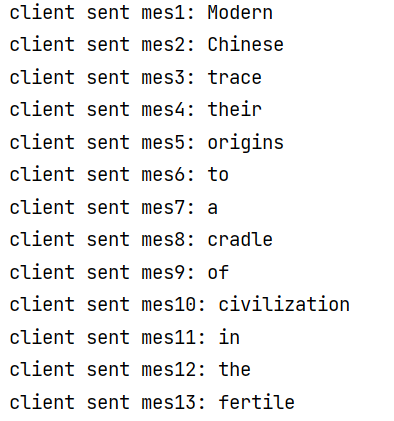 client sent mes1: Modern
client sent mes2: Chinese
client sent mes3: trace
client sent mes4: their
client sent mes5: origins
client sent mes6: to
client sent mes7: a
client sent mes8: cradle
client sent mes9: of
client sent mes10: civilization
client sent mes11: in
client sent mes12: the
client sent mes13: fertile